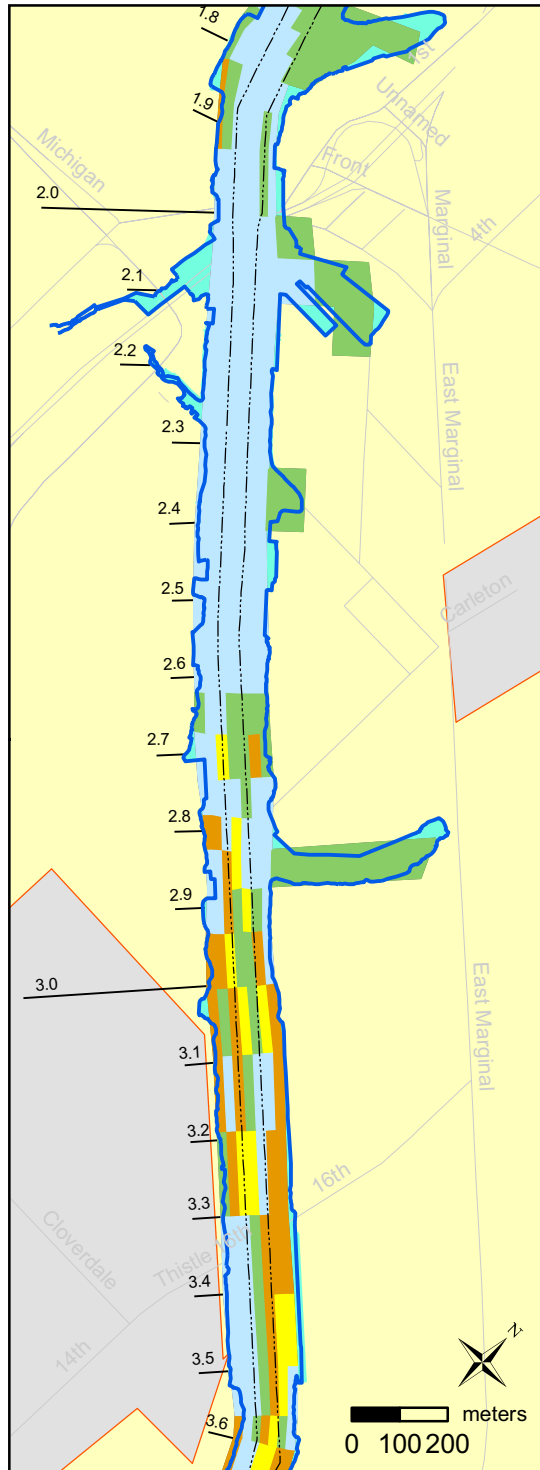 1.8
1st
1.9
Unnamed
Michigan
Front
2.0
Marginal
4th
2.1
2.2
East Marginal
2.3
2.4
2.5
Carleton
2.6
2.7
2.8
2.9
3.0
East Marginal
3.1
3.2
16th
3.3
Cloverdale
Thistle 16th
3.4
14th
3.5
N
3.6
meters
0 100 200